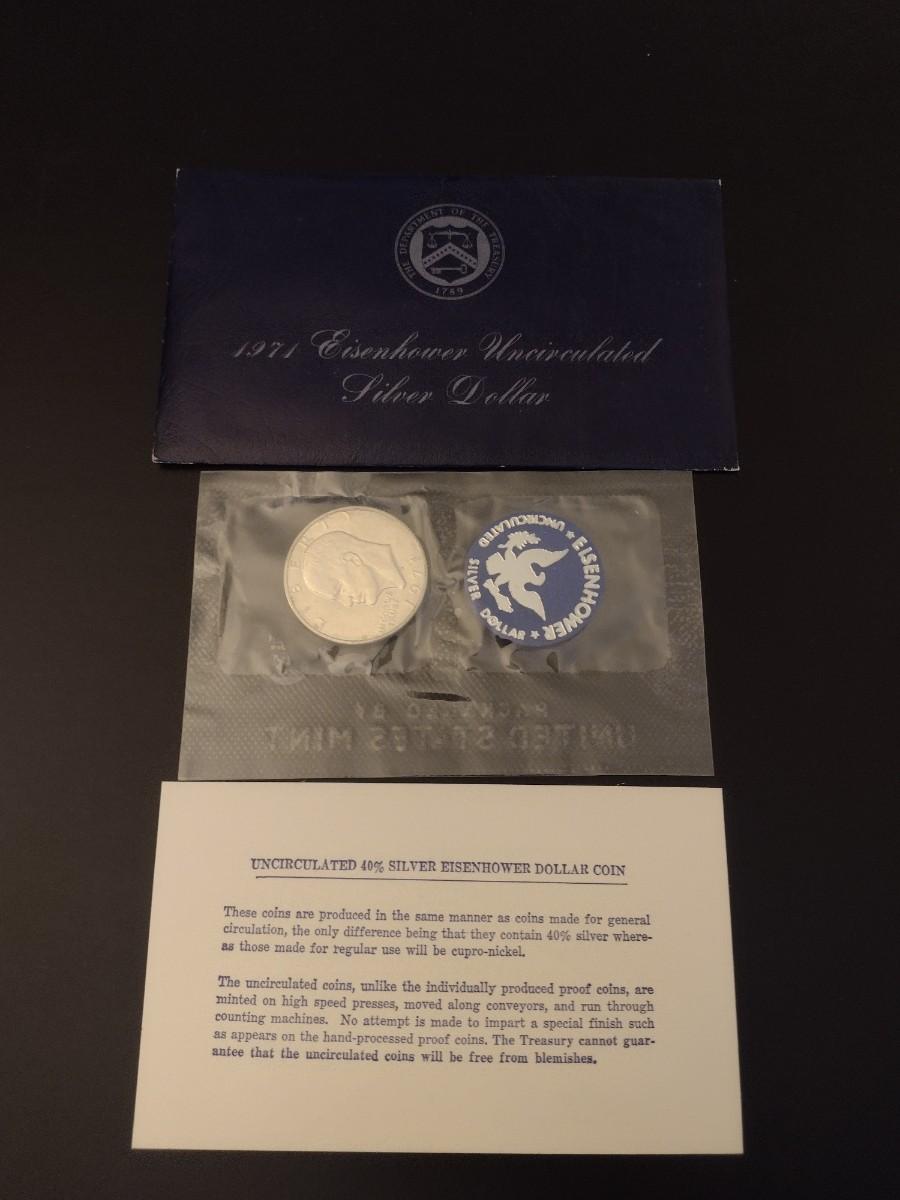 THE DEPARTMENT OF THE TREASURY
1789
1971 Eisenhower Uncirculated
Silver Dollar
LIBERTY
EISENHOWER
UNCIRCULATED
SILVER DOLLAR
PACKAGED BY
UNITED STATES MINT
UNCIRCULATED 40% SILVER EISENHOWER DOLLAR COIN
These coins are produced in the same manner as coins made for general
circulation, the only difference being that they contain 40% silver where-
as those made for regular use will be cupro-nickel.
The uncirculated coins, unlike the individually produced proof coins, are
minted on high speed presses, moved along conveyors, and run through
counting machines. No attempt is made to impart a special finish such
as appears on the hand-processed proof coins. The Treasury cannot guar-
antee that the uncirculated coins will be free from blemishes.